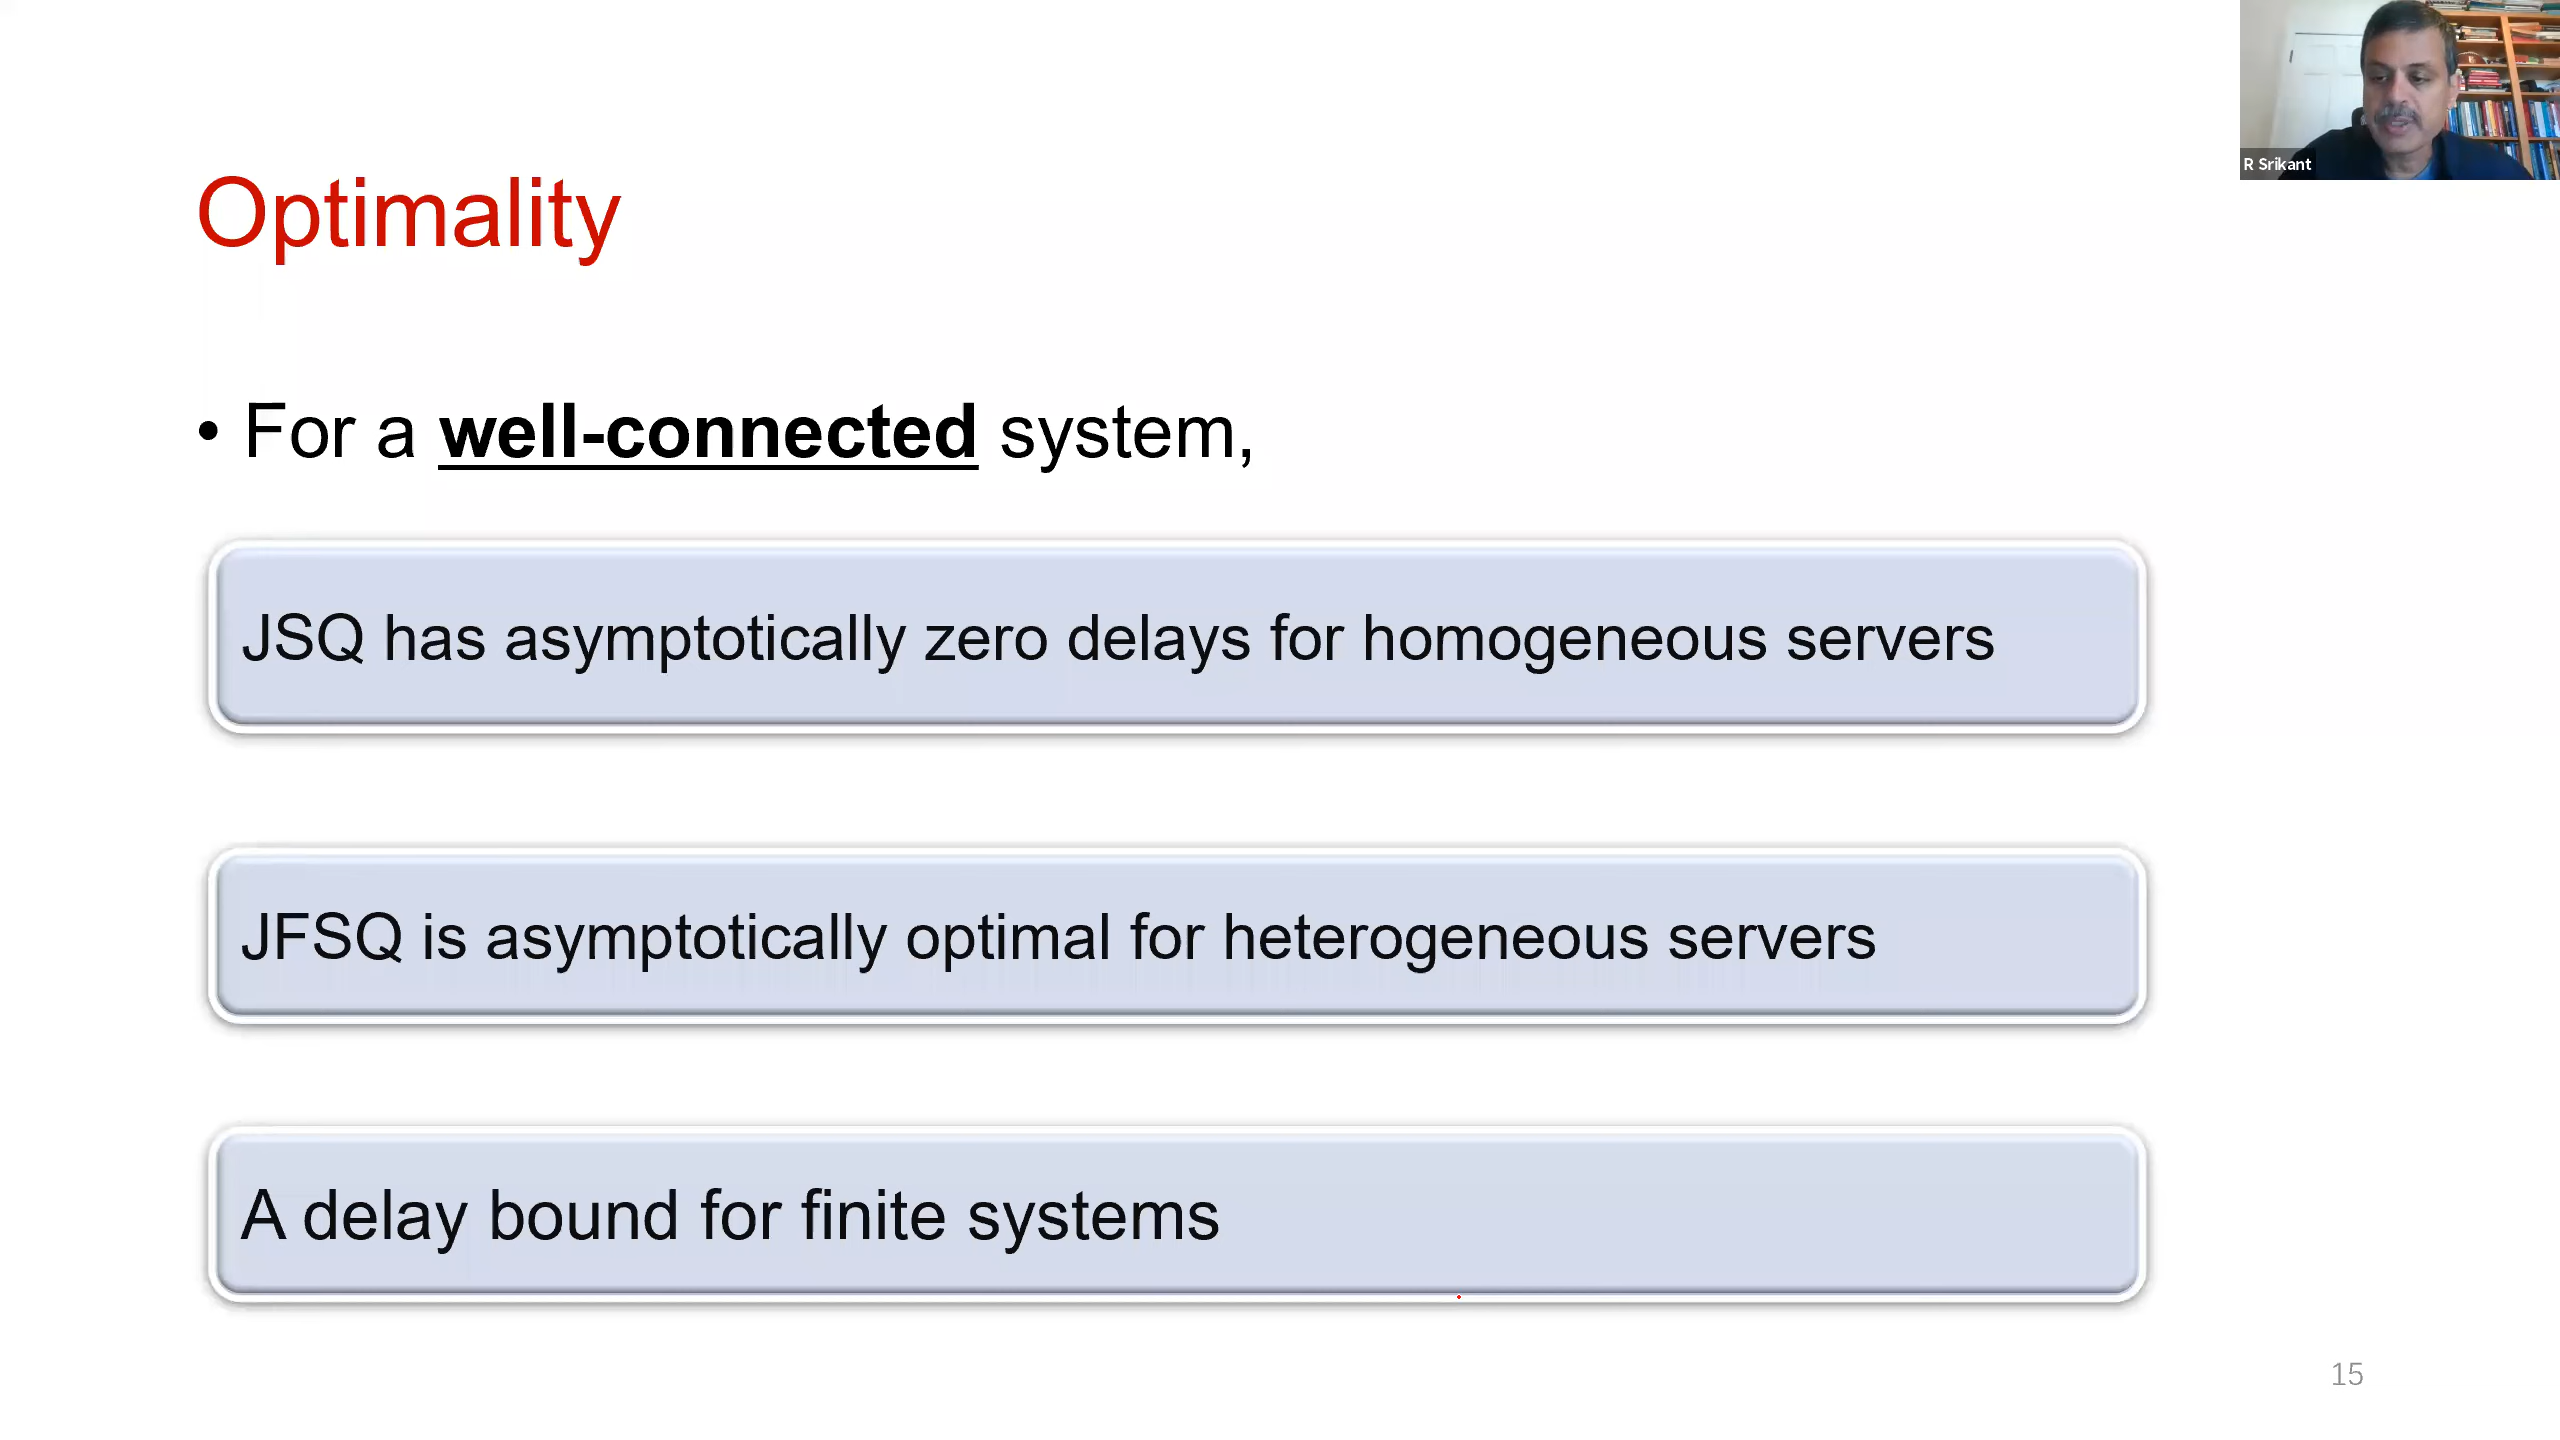 R Srikant
Optimality
• For a well-connected system,
JSQ has asymptotically zero delays for homogeneous servers
JFSQ is asymptotically optimal for heterogeneous servers
A delay bound for finite systems
15